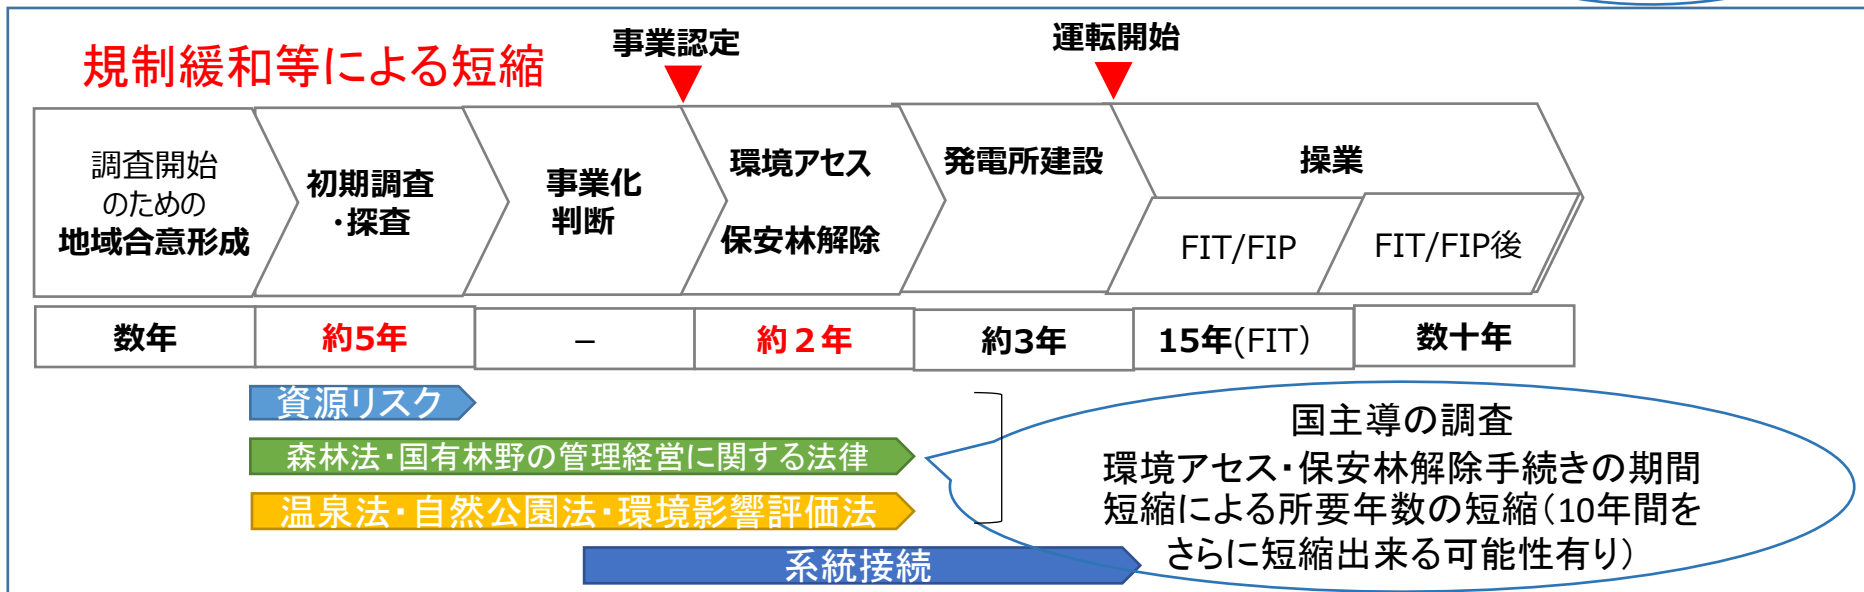 規制緩和等による短縮
事業認定
運転開始
調査開始
のための
地域合意形成
初期調査
・探査
事業化
判断
環境アセス
保安林解除
発電所建設
操業
FIT/FIP
FIT/FIP後
数年
約5年
–
約２年
約3年
15年(FIT）
数十年
資源リスク
森林法・国有林野の管理経営に関する法律
温泉法・自然公園法・環境影響評価法
系統接続
国主導の調査
環境アセス・保安林解除手続きの期間
短縮による所要年数の短縮（10年間を
さらに短縮出来る可能性有り）